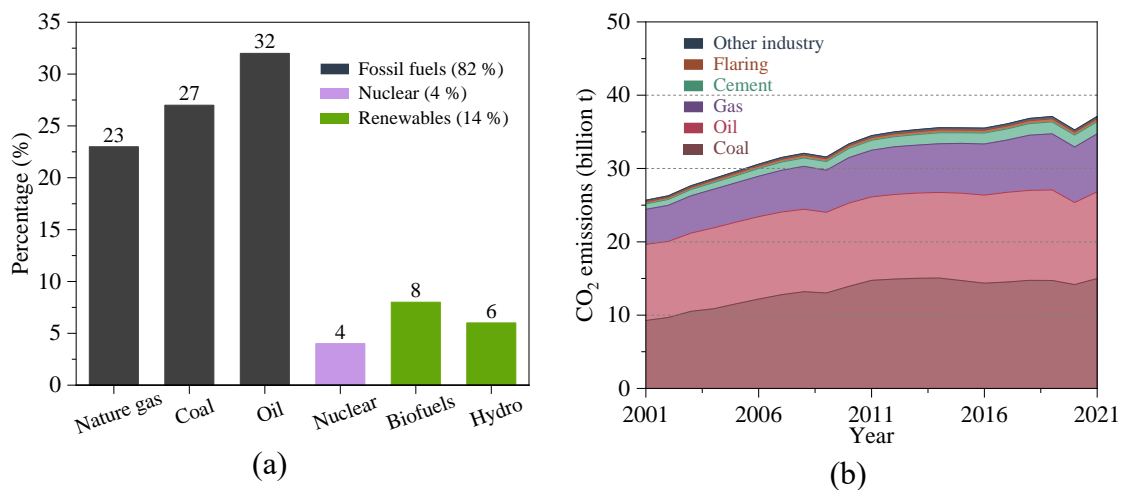 35
30
25
20
15
10
5
0
Percentage (%)
23
27
32
4
8
6
Fossil fuels (82 %)
Nuclear (4 %)
Renewables (14 %)
Nature gas
Coal
Oil
Nuclear
Biofuels
Hydro
(a)
50
40
30
20
10
0
CO₂ emissions (billion t)
Other industry
Flaring
Cement
Gas
Oil
Coal
2001
2006
2011
2016
2021
Year
(b)